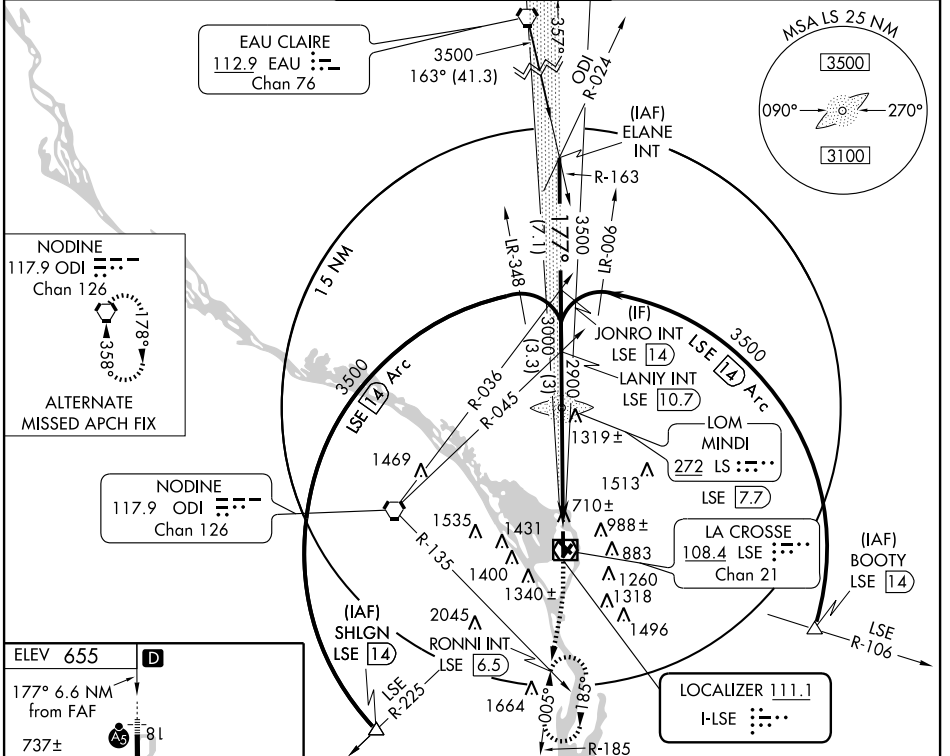 EAU CLAIRE
112.9 EAU
Chan 76
3500
163° (41.3)
357°
ODI
R-024
MSA LS 25 NM
3500
090°
270°
3100
(IAF)
ELANE
INT
R-163
NODINE
117.9 ODI
Chan 126
178°
358°
ALTERNATE
MISSED APCH FIX
15 NM
LR-348
177°
(7.1)
3500
LR-006
(IF)
JONRO INT
LSE 14
3500
LSE 14 Arc
3500
LSE 14 Arc
3000
(3.3)
(3)
2900
LANIY INT
LSE 10.7
R-036
R-045
1319±
LOM
MINDI
272 LS
LSE 7.7
1469
1513
NODINE
117.9 ODI
Chan 126
710±
1535
1431
988±
883
LA CROSSE
108.4 LSE
Chan 21
(IAF)
BOOTY
LSE 14
R-135
1400
1340±
1260
1318
1496
(IAF)
SHLGN
LSE 14
2045
RONNI INT
LSE 6.5
LSE
R-106
LSE
R-225
1664
005°
185°
R-185
LOCALIZER 111.1
I-LSE
ELEV 655
D
177° 6.6 NM
from FAF
A5
18
737±